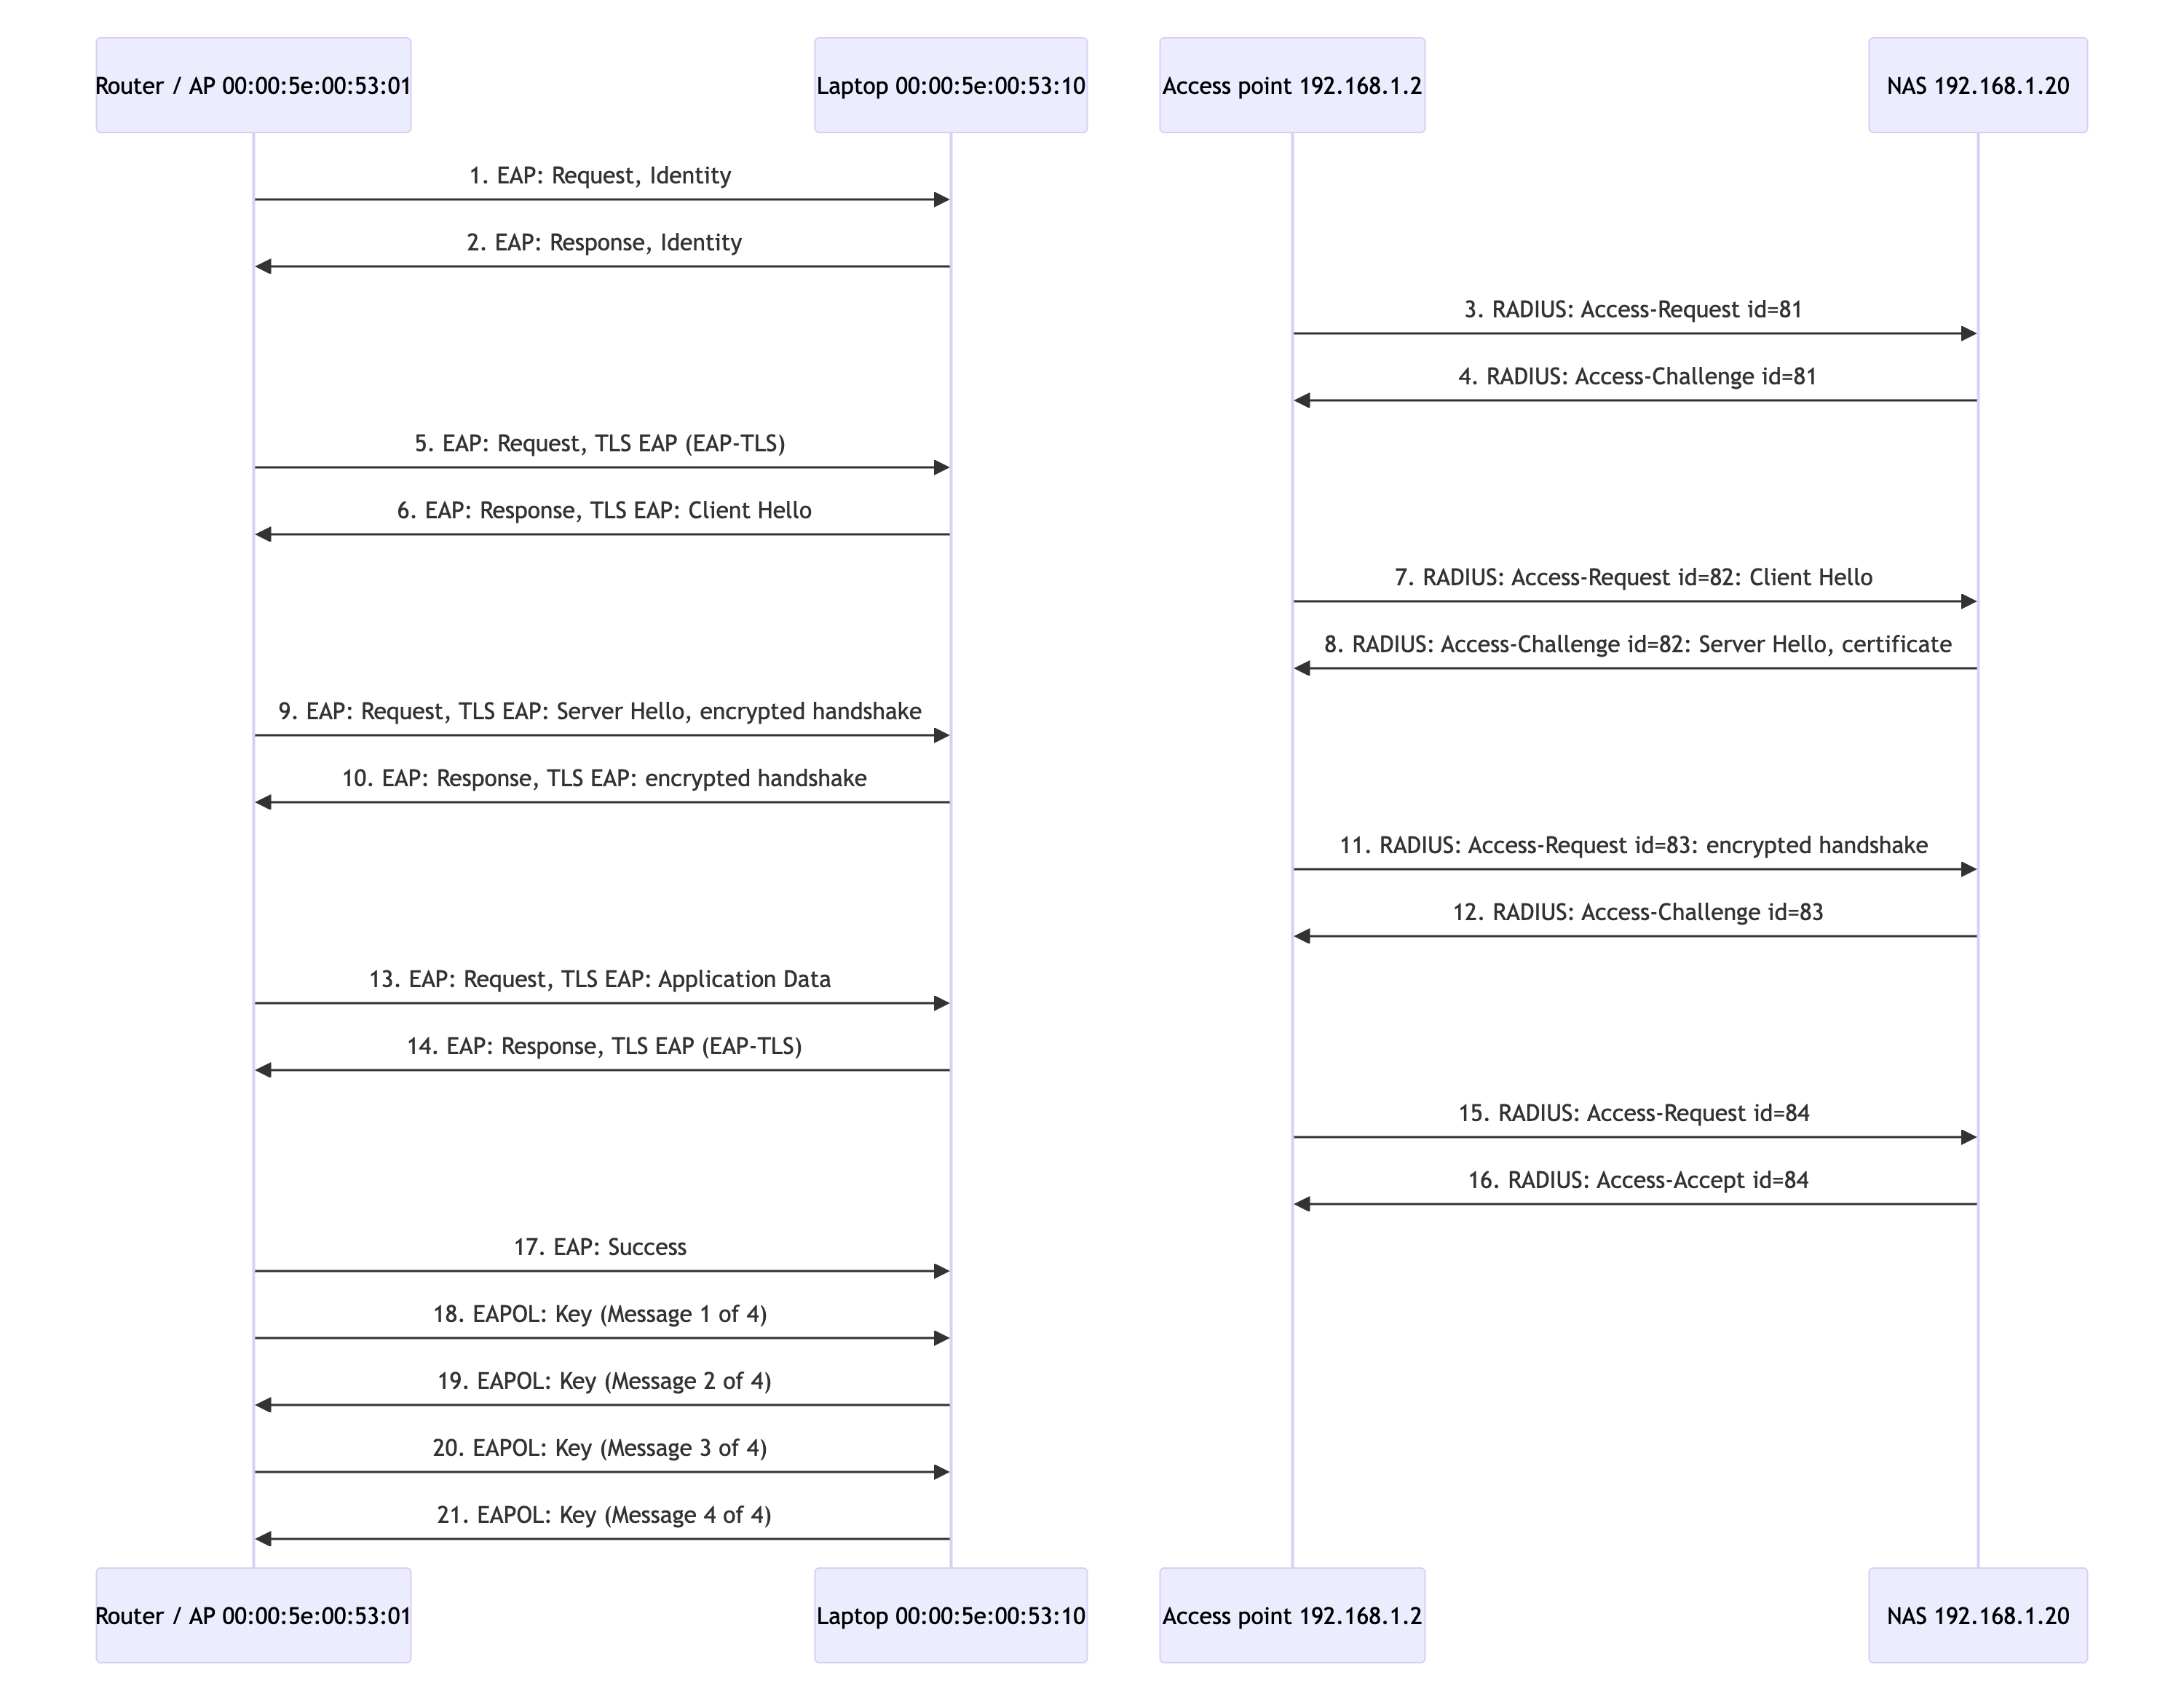 Router / AP 00:00:5e:00:53:01
Laptop 00:00:5e:00:53:10
Access point 192.168.1.2
NAS 192.168.1.20
1. EAP: Request, Identity
2. EAP: Response, Identity
3. RADIUS: Access-Request id=81
4. RADIUS: Access-Challenge id=81
5. EAP: Request, TLS EAP (EAP-TLS)
6. EAP: Response, TLS EAP: Client Hello
7. RADIUS: Access-Request id=82: Client Hello
8. RADIUS: Access-Challenge id=82: Server Hello, certificate
9. EAP: Request, TLS EAP: Server Hello, encrypted handshake
10. EAP: Response, TLS EAP: encrypted handshake
11. RADIUS: Access-Request id=83: encrypted handshake
12. RADIUS: Access-Challenge id=83
13. EAP: Request, TLS EAP: Application Data
14. EAP: Response, TLS EAP (EAP-TLS)
15. RADIUS: Access-Request id=84
16. RADIUS: Access-Accept id=84
17. EAP: Success
18. EAPOL: Key (Message 1 of 4)
19. EAPOL: Key (Message 2 of 4)
20. EAPOL: Key (Message 3 of 4)
21. EAPOL: Key (Message 4 of 4)
Router / AP 00:00:5e:00:53:01
Laptop 00:00:5e:00:53:10
Access point 192.168.1.2
NAS 192.168.1.20